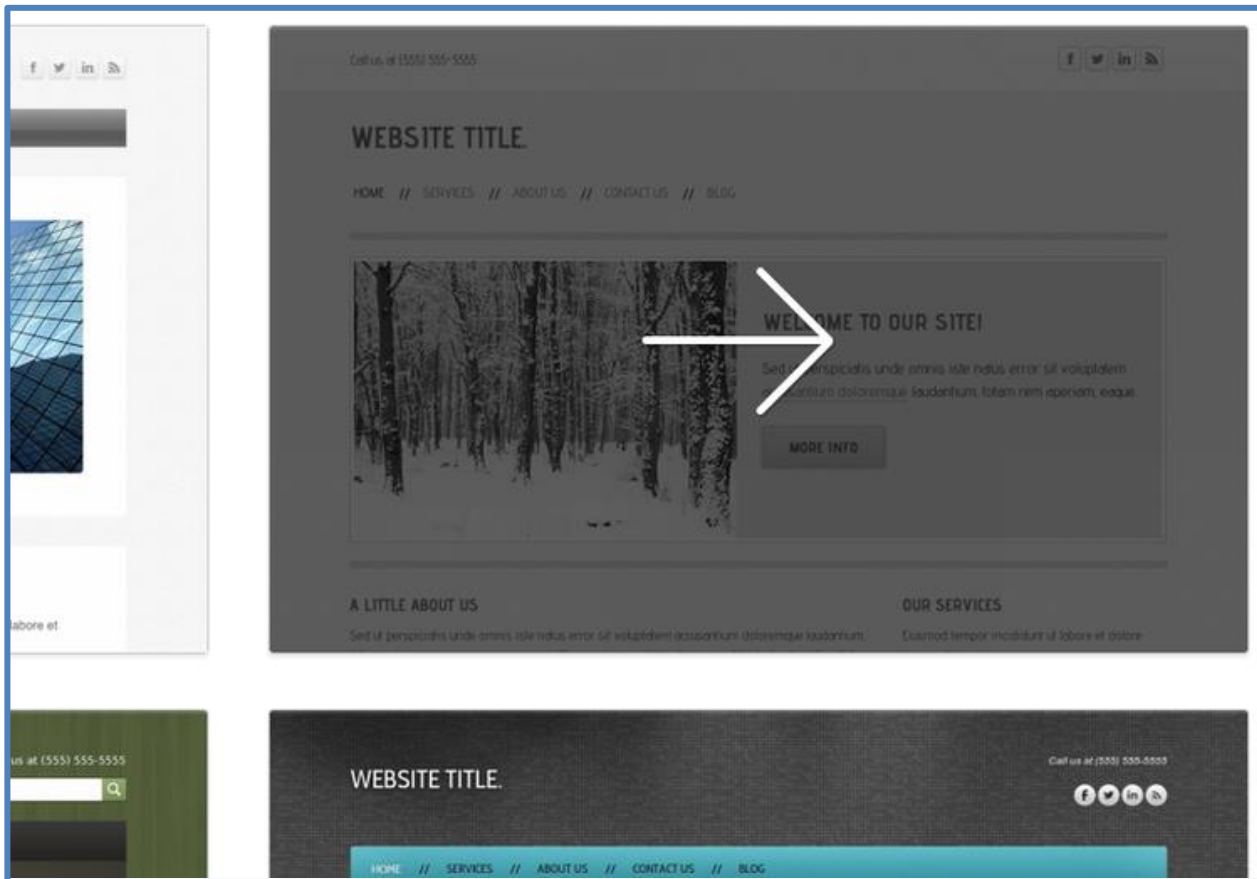 Call us at (555) 555-5555
WEBSITE TITLE.
HOME // SERVICES // ABOUT US // CONTACT US // BLOG
WELCOME TO OUR SITE!
Sed ut perspiciatis unde omnis iste natus error sit voluptatem
accusantium doloremque laudantium, totam rem aperiam, eaque.
MORE INFO
A LITTLE ABOUT US
Sed ut perspiciatis unde omnis iste natus error sit voluptatem accusantium doloremque laudantium,
OUR SERVICES
Eiusmod tempor incididunt ut labore et dolore
labore et
us at (555) 555-5555
WEBSITE TITLE.
Call us at (555) 555-5555
HOME // SERVICES // ABOUT US // CONTACT US // BLOG